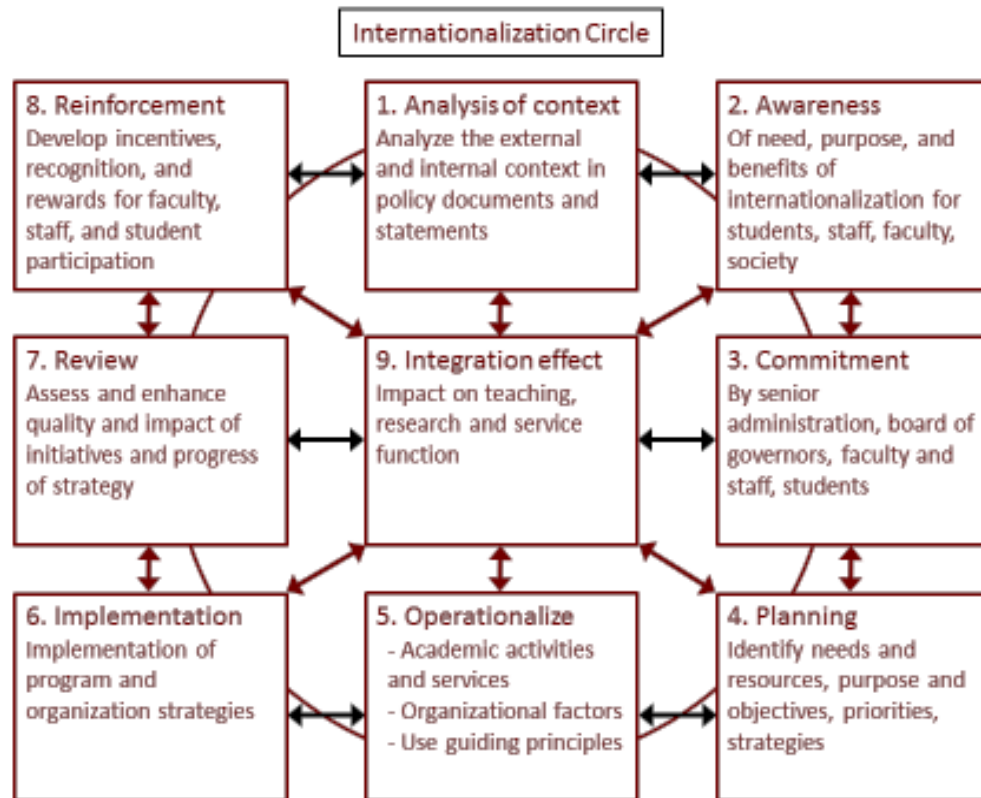 Internationalization Circle
8. Reinforcement
Develop incentives,
recognition, and
rewards for faculty,
staff, and student
participation
1. Analysis of context
Analyze the external
and internal context in
policy documents and
statements
2. Awareness
Of need, purpose, and
benefits of
internationalization for
students, staff, faculty,
society
7. Review
Assess and enhance
quality and impact of
initiatives and progress
of strategy
9. Integration effect
Impact on teaching,
research and service
function
3. Commitment
By senior
administration, board of
governors, faculty and
staff, students
6. Implementation
Implementation of
program and
organization strategies
5. Operationalize
- Academic activities
and services
- Organizational factors
- Use guiding principles
4. Planning
Identify needs and
resources, purpose and
objectives, priorities,
strategies